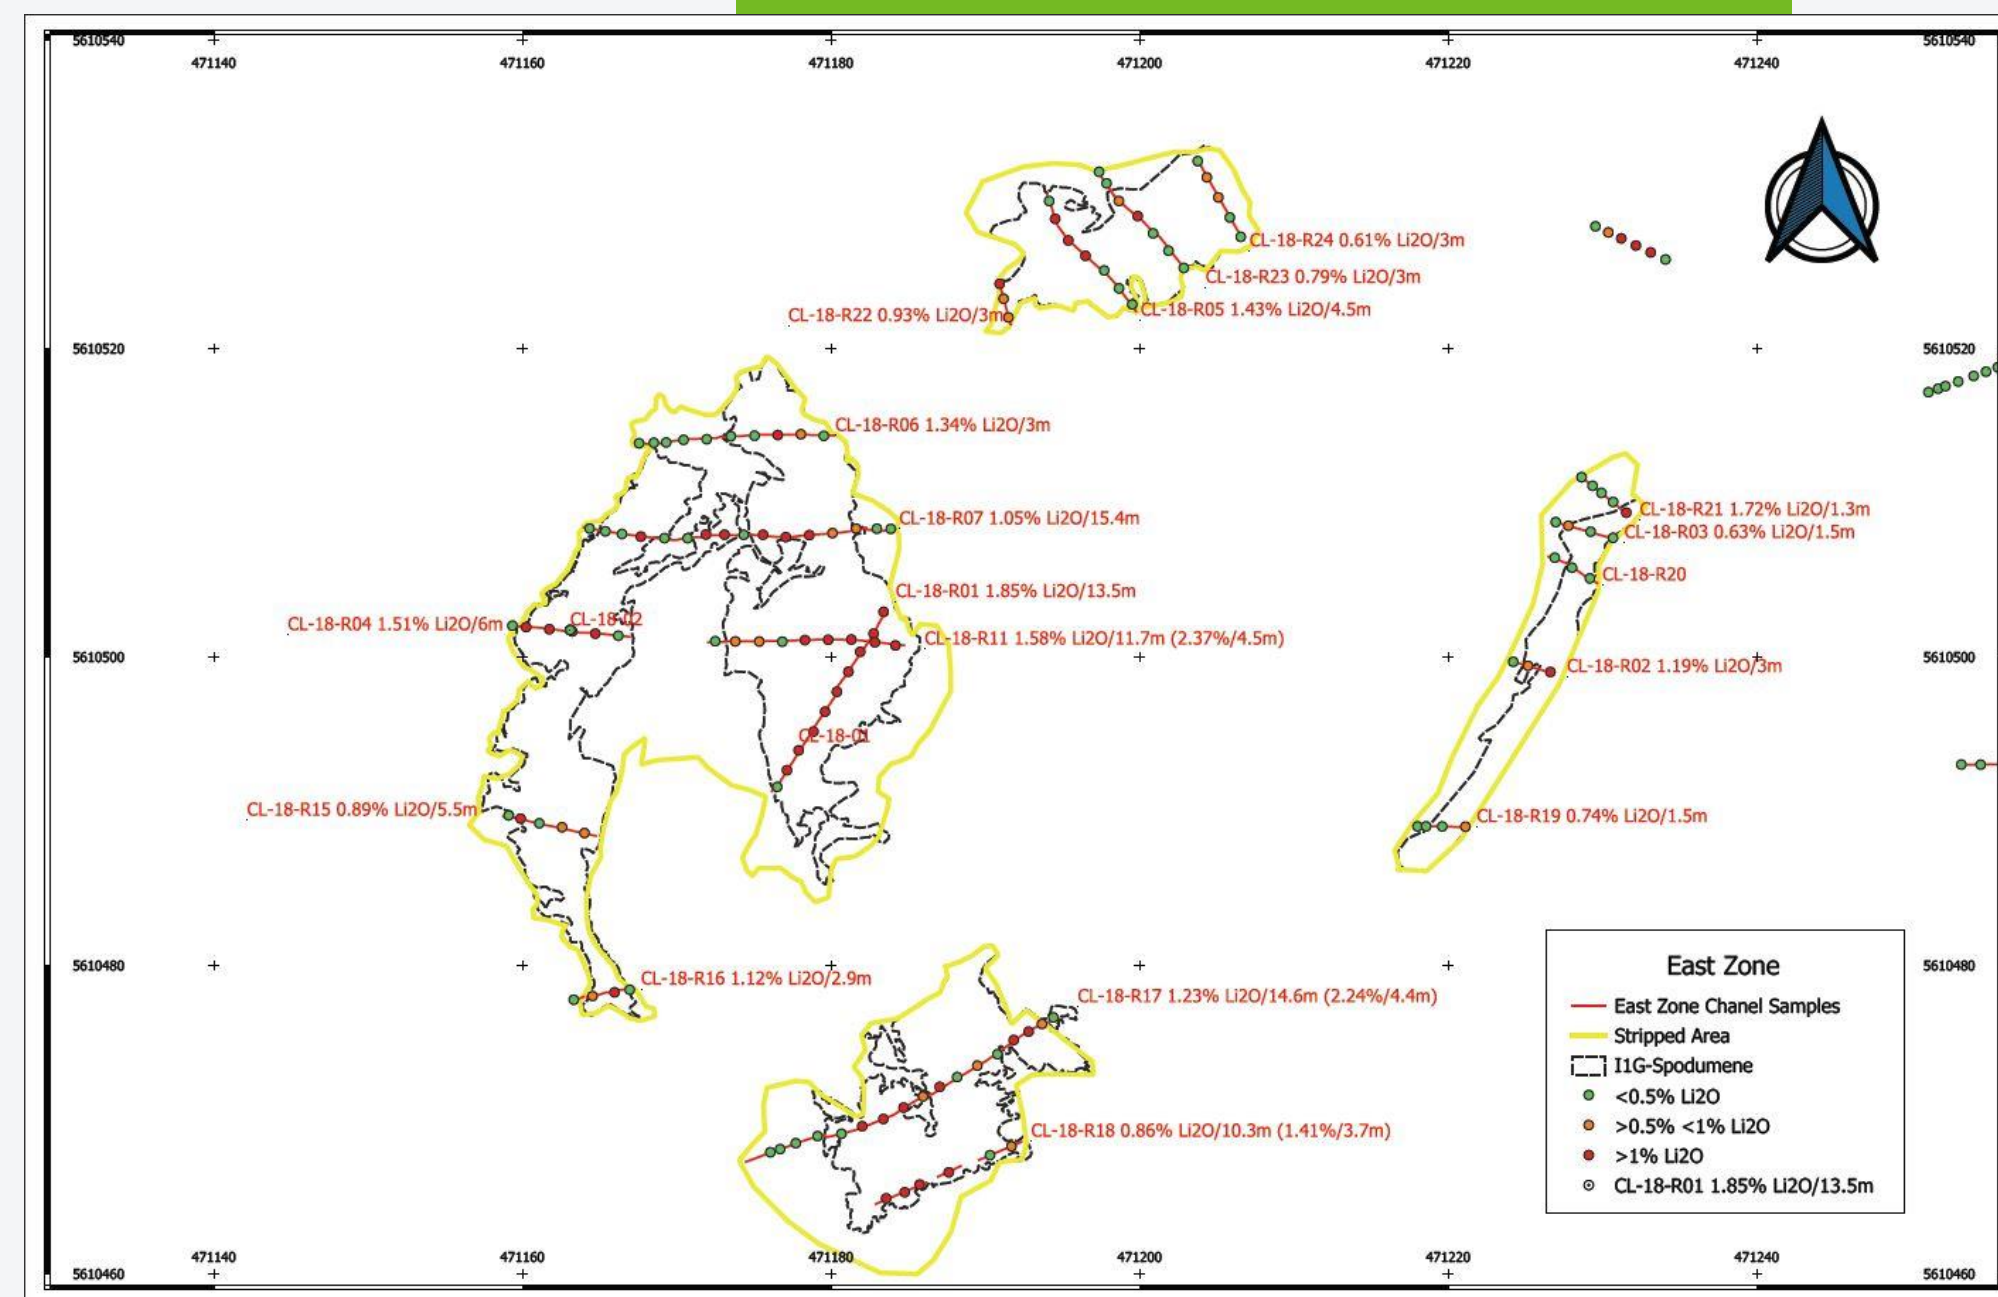 5610540
5610540
471140 471160 471180 471200 471220 471240
CL-18-R24 0.61% Li2O/3m
CL-18-R23 0.79% Li2O/3m
CL-18-R22 0.93% Li2O/3m
CL-18-R05 1.43% Li2O/4.5m
5610520
5610520
CL-18-R06 1.34% Li2O/3m
CL-18-R21 1.72% Li2O/1.3m
CL-18-R07 1.05% Li2O/15.4m
CL-18-R03 0.63% Li2O/1.5m
CL-18-R20
CL-18-R01 1.85% Li2O/13.5m
CL-18-R04 1.51% Li2O/6m
CL-18-02
CL-18-R11 1.58% Li2O/11.7m (2.37%/4.5m)
5610500
5610500
CL-18-R02 1.19% Li2O/3m
CL-18-01
CL-18-R15 0.89% Li2O/5.5m
CL-18-R19 0.74% Li2O/1.5m
5610480
5610480
CL-18-R16 1.12% Li2O/2.9m
CL-18-R17 1.23% Li2O/14.6m (2.24%/4.4m)
CL-18-R18 0.86% Li2O/10.3m (1.41%/3.7m)
East Zone
East Zone Chanel Samples
Stripped Area
I1G-Spodumene
<0.5% Li2O
>0.5% <1% Li2O
>1% Li2O
CL-18-R01 1.85% Li2O/13.5m
471140 471160 471180 471200 471220 471240
5610460
5610460